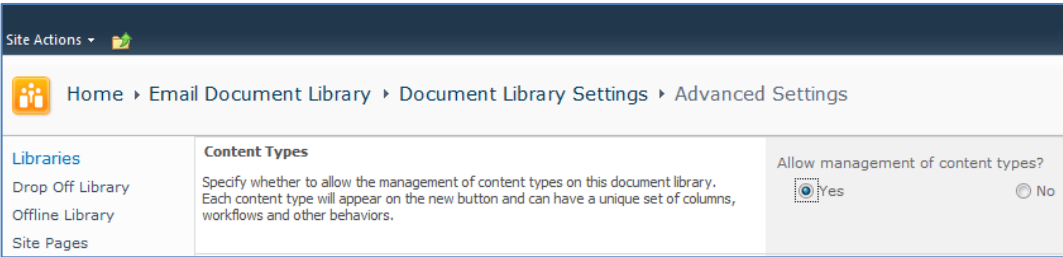 Site Actions
Home ▸ Email Document Library ▸ Document Library Settings ▸ Advanced Settings
Libraries
Drop Off Library
Offline Library
Site Pages
Content Types
Specify whether to allow the management of content types on this document library.
Each content type will appear on the new button and can have a unique set of columns,
workflows and other behaviors.
Allow management of content types?
Yes
No